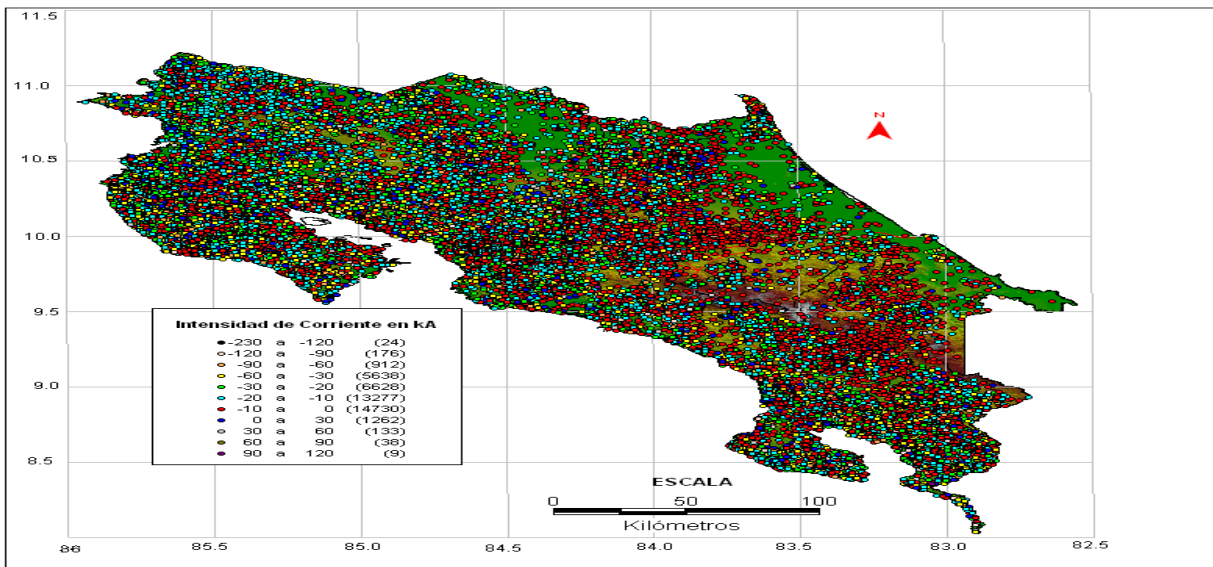 11.5
11.0
10.5
10.0
9.5
9.0
8.5
N
Intensidad de Corriente en kA
-230 a -120 (24)
-120 a -90 (176)
-90 a -60 (912)
-60 a -30 (5638)
-30 a -20 (6628)
-20 a -10 (13277)
-10 a 0 (14730)
0 a 30 (1262)
30 a 60 (133)
60 a 90 (38)
90 a 120 (9)
ESCALA
0 50 100
Kilómetros
86 85.5 85.0 84.5 84.0 83.5 83.0 82.5